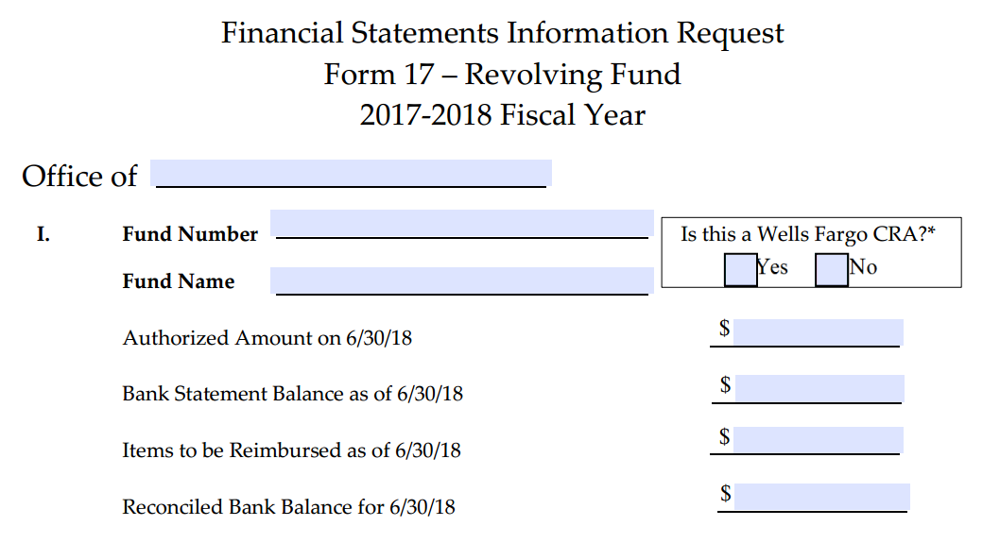 Financial Statements Information Request
Form 17 – Revolving Fund
2017-2018 Fiscal Year
Office of
I. Fund Number
Is this a Wells Fargo CRA?*
Yes No
Fund Name
Authorized Amount on 6/30/18 $
Bank Statement Balance as of 6/30/18 $
Items to be Reimbursed as of 6/30/18 $
Reconciled Bank Balance for 6/30/18 $